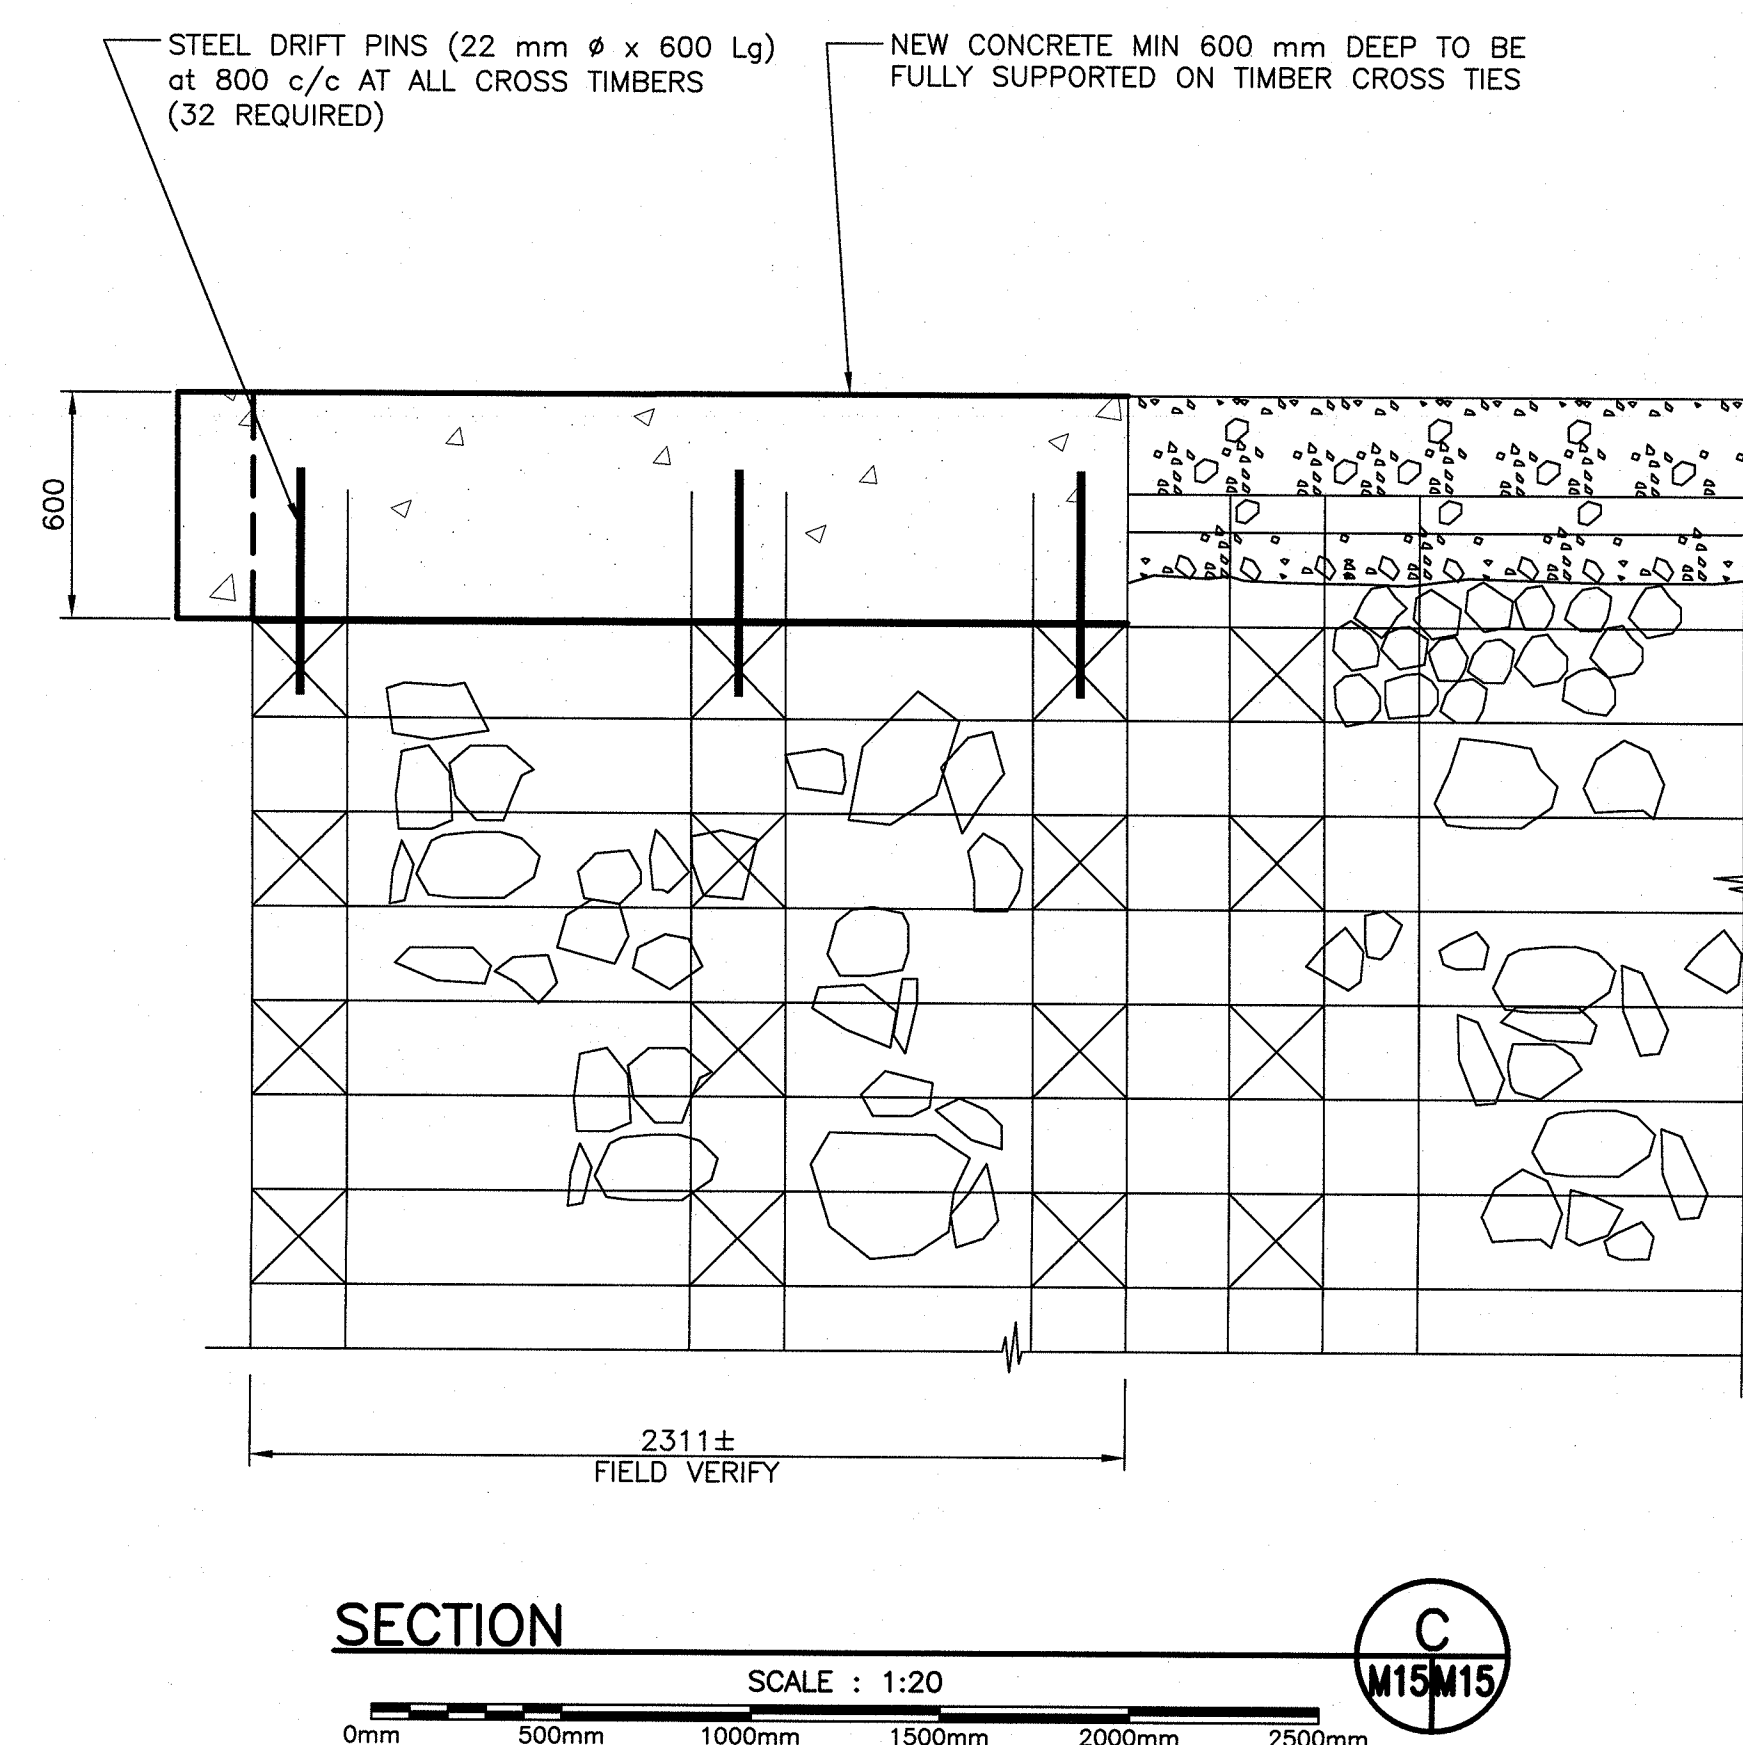 STEEL DRIFT PINS (22 mm ø x 600 Lg)
at 800 c/c AT ALL CROSS TIMBERS
(32 REQUIRED)
NEW CONCRETE MIN 600 mm DEEP TO BE
FULLY SUPPORTED ON TIMBER CROSS TIES
600
2311±
FIELD VERIFY
SECTION
C
M15 M15
SCALE : 1:20
0mm 500mm 1000mm 1500mm 2000mm 2500mm